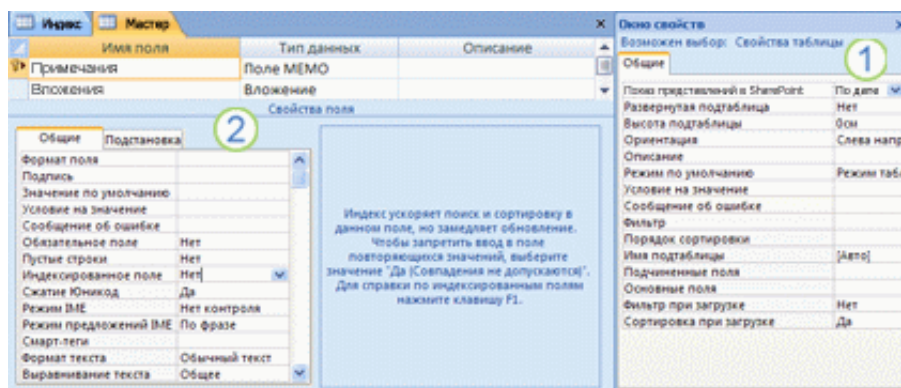 Индекс Мастер
Имя поля Тип данных Описание
Примечания Поле МЕМО
Вложения Вложение
Свойства поля
2
Общие Подстановка
Формат поля
Подпись
Значение по умолчанию
Условие на значение
Сообщение об ошибке
Обязательное поле Нет
Пустые строки Нет
Индексированное поле Нет
Сжатие Юникод Да
Режим IME Нет контроля
Режим предложений IME По фразе
Смарт-теги
Формат текста Обычный текст
Выравнивание текста Общее
Индекс ускоряет поиск и сортировку в
данном поле, но замедляет обновление.
Чтобы запретить ввод в поле
повторяющихся значений, выберите
значение "Да (Совпадения не допускаются)".
Для справки по индексированным полям
нажмите клавишу F1.
Окно свойств
Возможен выбор: Свойства таблицы
1
Общие
Показ представлений в SharePoint По дате
Развернутая подтаблица Нет
Высота подтаблицы 0см
Ориентация Слева напр
Описание
Режим по умолчанию Режим табл
Условие на значение
Сообщение об ошибке
Фильтр
Порядок сортировки
Имя подтаблицы [Авто]
Подчиненные поля
Основные поля
Фильтр при загрузке Нет
Сортировка при загрузке Да